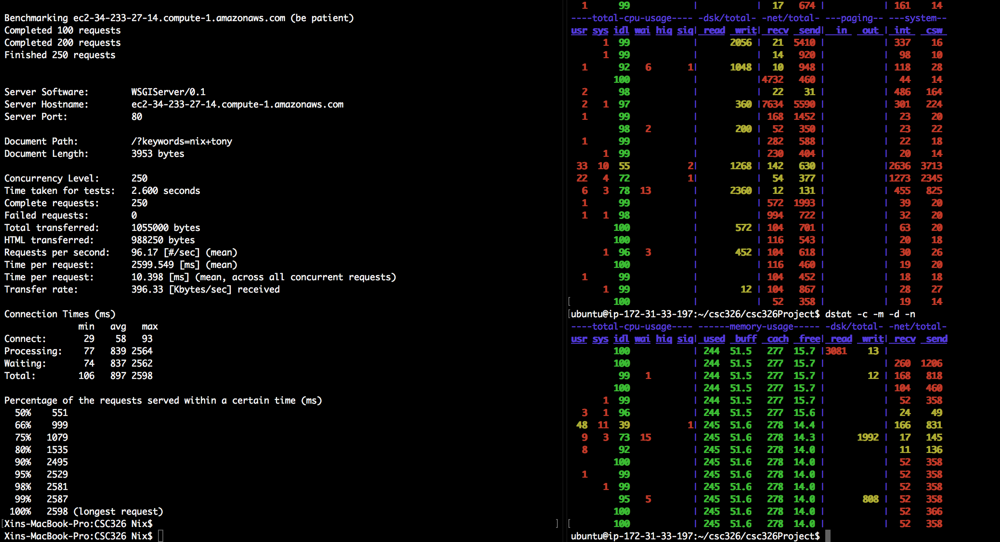 Benchmarking ec2-34-233-27-14.compute-1.amazonaws.com (be patient)
Completed 100 requests
Completed 200 requests
Finished 250 requests
Server Software: WSGIServer/0.1
Server Hostname: ec2-34-233-27-14.compute-1.amazonaws.com
Server Port: 80
Document Path: /?keywords=nix+tony
Document Length: 3953 bytes
Concurrency Level: 250
Time taken for tests: 2.600 seconds
Complete requests: 250
Failed requests: 0
Total transferred: 1055000 bytes
HTML transferred: 988250 bytes
Requests per second: 96.17 [#/sec] (mean)
Time per request: 2599.549 [ms] (mean)
Time per request: 10.398 [ms] (mean, across all concurrent requests)
Transfer rate: 396.33 [Kbytes/sec] received
Connection Times (ms)
min avg max
Connect: 29 58 93
Processing: 77 839 2564
Waiting: 74 837 2562
Total: 106 897 2598
Percentage of the requests served within a certain time (ms)
50% 551
66% 999
75% 1079
80% 1535
90% 2495
95% 2529
98% 2581
99% 2587
100% 2598 (longest request)
[Xins-MacBook-Pro:CSC326 Nix$ ]
Xins-MacBook-Pro:CSC326 Nix$
1 99 | | 17 674 | | 161 14
----total-cpu-usage---- -dsk/total- -net/total- ---paging-- ---system--
usr sys idl wai hiq siq| read writ| recv send| in out | int csw
1 99 | 2056 | 21 5410 | | 337 16
1 99 | | 14 920 | | 98 10
1 92 6 1| 1048 | 10 948 | | 118 28
100 | |4732 460 | | 44 14
2 98 | | 22 31 | | 486 164
2 1 97 | 360 |7634 5590 | | 301 224
1 99 | | 168 1452 | | 23 20
98 2 | 200 | 52 350 | | 23 22
1 99 | | 282 588 | | 22 18
1 99 | | 230 404 | | 20 14
33 10 55 2| 1268 | 142 630 | |2636 3713
22 4 72 1| | 54 377 | |1273 2345
6 3 78 13 | 2360 | 12 131 | | 455 825
1 99 | | 572 1993 | | 39 20
1 1 98 | | 994 722 | | 32 20
100 | 572 | 104 701 | | 63 20
100 | | 116 543 | | 20 18
1 96 3 | 452 | 104 618 | | 30 26
100 | | 116 460 | | 19 20
1 99 | | 104 452 | | 18 18
1 99 | 12 | 104 867 | | 28 27
[ 100 | | 52 358 | | 19 14
[ubuntu@ip-172-31-33-197:~/csc326/csc326Project$ dstat -c -m -d -n
----total-cpu-usage---- ------memory-usage----- -dsk/total- -net/total-
usr sys idl wai hiq siq| used buff cach free| read writ| recv send
100 | 244 51.5 277 15.7 |3081 13 |
100 | 244 51.5 277 15.7 | | 260 1206
99 1 | 244 51.5 277 15.7 | 12 | 168 818
100 | 244 51.5 277 15.7 | | 104 460
1 99 | 244 51.5 277 15.7 | | 52 358
3 1 96 | 244 51.5 277 15.6 | | 24 49
48 11 39 1| 245 51.6 278 14.4 | | 166 831
9 3 73 15 | 245 51.6 278 14.3 | 1992 | 17 145
8 92 | 245 51.6 278 14.0 | | 11 136
100 | 245 51.6 278 14.0 | | 52 358
1 99 | 245 51.6 278 14.0 | | 52 358
1 99 | 245 51.6 278 14.0 | | 52 358
95 5 | 245 51.6 278 14.0 | 808 | 52 358
100 | 245 51.6 278 14.0 | | 52 366
[ 100 | 245 51.6 278 14.0 | | 52 358
ubuntu@ip-172-31-33-197:~/csc326/csc326Project$